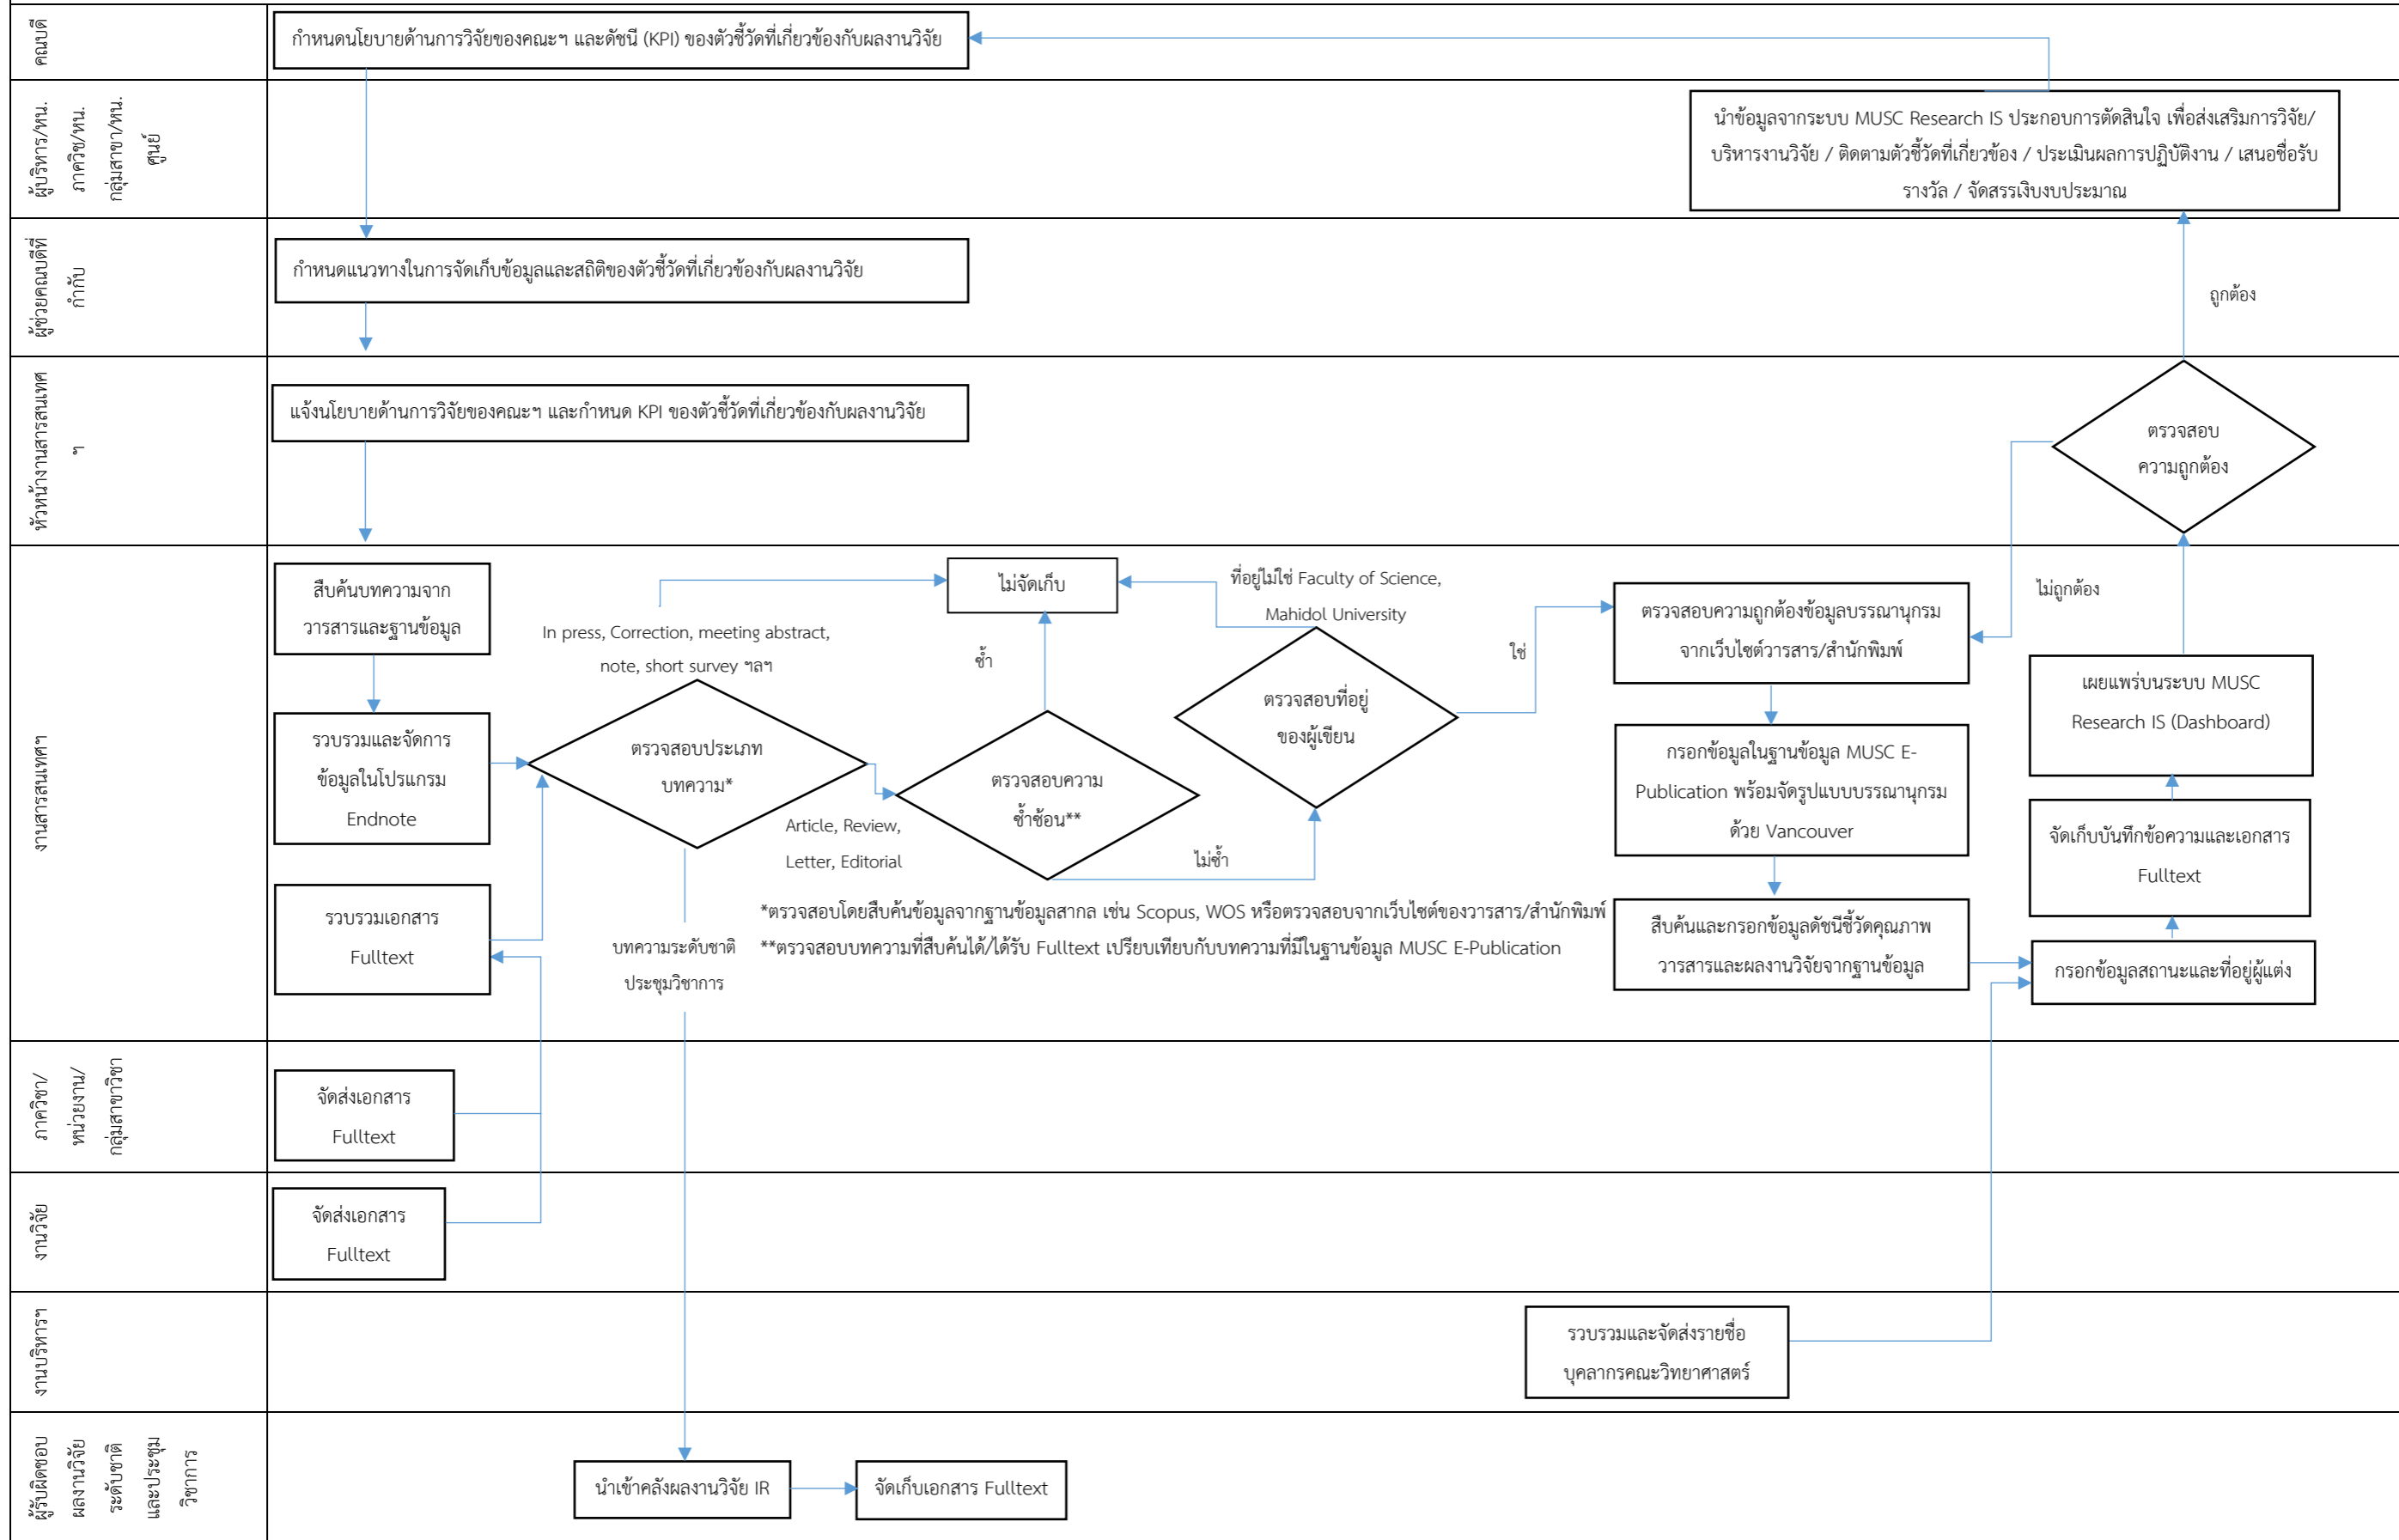 คณบดี
กำหนดนโยบายด้านการวิจัยของคณะฯ และดัชนี (KPI) ของตัวชี้วัดที่เกี่ยวข้องกับผลงานวิจัย
ผู้บริหาร/หน.
ภาควิช/หน.
กลุ่มสาขา/หน.
ศูนย์
นำข้อมูลจากระบบ MUSC Research IS ประกอบการตัดสินใจ เพื่อส่งเสริมการวิจัย/
บริหารงานวิจัย / ติดตามตัวชี้วัดที่เกี่ยวข้อง / ประเมินผลการปฏิบัติงาน / เสนอชื่อรับ
รางวัล / จัดสรรเงินงบประมาณ
ผู้ช่วยคณบดีที่
กำกับ
กำหนดแนวทางในการจัดเก็บข้อมูลและสถิติของตัวชี้วัดที่เกี่ยวข้องกับผลงานวิจัย
ถูกต้อง
หัวหน้างานสารสนเทศ
ฯ
แจ้งนโยบายด้านการวิจัยของคณะฯ และกำหนด KPI ของตัวชี้วัดที่เกี่ยวข้องกับผลงานวิจัย
ตรวจสอบ
ความถูกต้อง
งานสารสนเทศฯ
สืบค้นบทความจาก
วารสารและฐานข้อมูล
รวบรวมและจัดการ
ข้อมูลในโปรแกรม
Endnote
รวบรวมเอกสาร
Fulltext
In press, Correction, meeting abstract,
note, short survey ฯลฯ
ตรวจสอบประเภท
บทความ*
Article, Review,
Letter, Editorial
บทความระดับชาติ
ประชุมวิชาการ
ไม่จัดเก็บ
ซ้ำ
ตรวจสอบความ
ซ้ำซ้อน**
ไม่ซ้ำ
ที่อยู่ไม่ใช่ Faculty of Science,
Mahidol University
ตรวจสอบที่อยู่
ของผู้เขียน
ใช่
*ตรวจสอบโดยสืบค้นข้อมูลจากฐานข้อมูลสากล เช่น Scopus, WOS หรือตรวจสอบจากเว็บไซต์ของวารสาร/สำนักพิมพ์
**ตรวจสอบบทความที่สืบค้นได้/ได้รับ Fulltext เปรียบเทียบกับบทความที่มีในฐานข้อมูล MUSC E-Publication
ตรวจสอบความถูกต้องข้อมูลบรรณานุกรม
จากเว็บไซต์วารสาร/สำนักพิมพ์
กรอกข้อมูลในฐานข้อมูล MUSC E-
Publication พร้อมจัดรูปแบบบรรณานุกรม
ด้วย Vancouver
สืบค้นและกรอกข้อมูลดัชนีชี้วัดคุณภาพ
วารสารและผลงานวิจัยจากฐานข้อมูล
ไม่ถูกต้อง
เผยแพร่บนระบบ MUSC
Research IS (Dashboard)
จัดเก็บบันทึกข้อความและเอกสาร
Fulltext
กรอกข้อมูลสถานะและที่อยู่ผู้แต่ง
ภาควิชา/
หน่วยงาน/
กลุ่มสาขาวิชา
จัดส่งเอกสาร
Fulltext
งานวิจัย
จัดส่งเอกสาร
Fulltext
งานบริหารฯ
รวบรวมและจัดส่งรายชื่อ
บุคลากรคณะวิทยาศาสตร์
ผู้รับผิดชอบ
ผลงานวิจัย
ระดับชาติ
และประชุม
วิชาการ
นำเข้าคลังผลงานวิจัย IR
จัดเก็บเอกสาร Fulltext